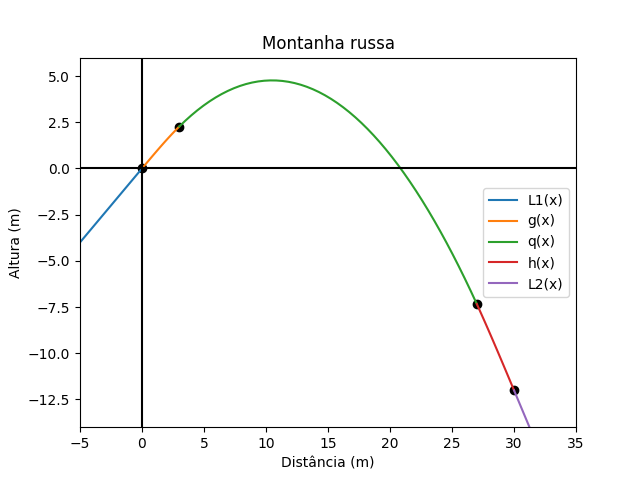 Montanha russa
Altura (m)
5.0
2.5
0.0
−2.5
−5.0
−7.5
−10.0
−12.5
L1(x)
g(x)
q(x)
h(x)
L2(x)
−5 0 5 10 15 20 25 30 35
Distância (m)